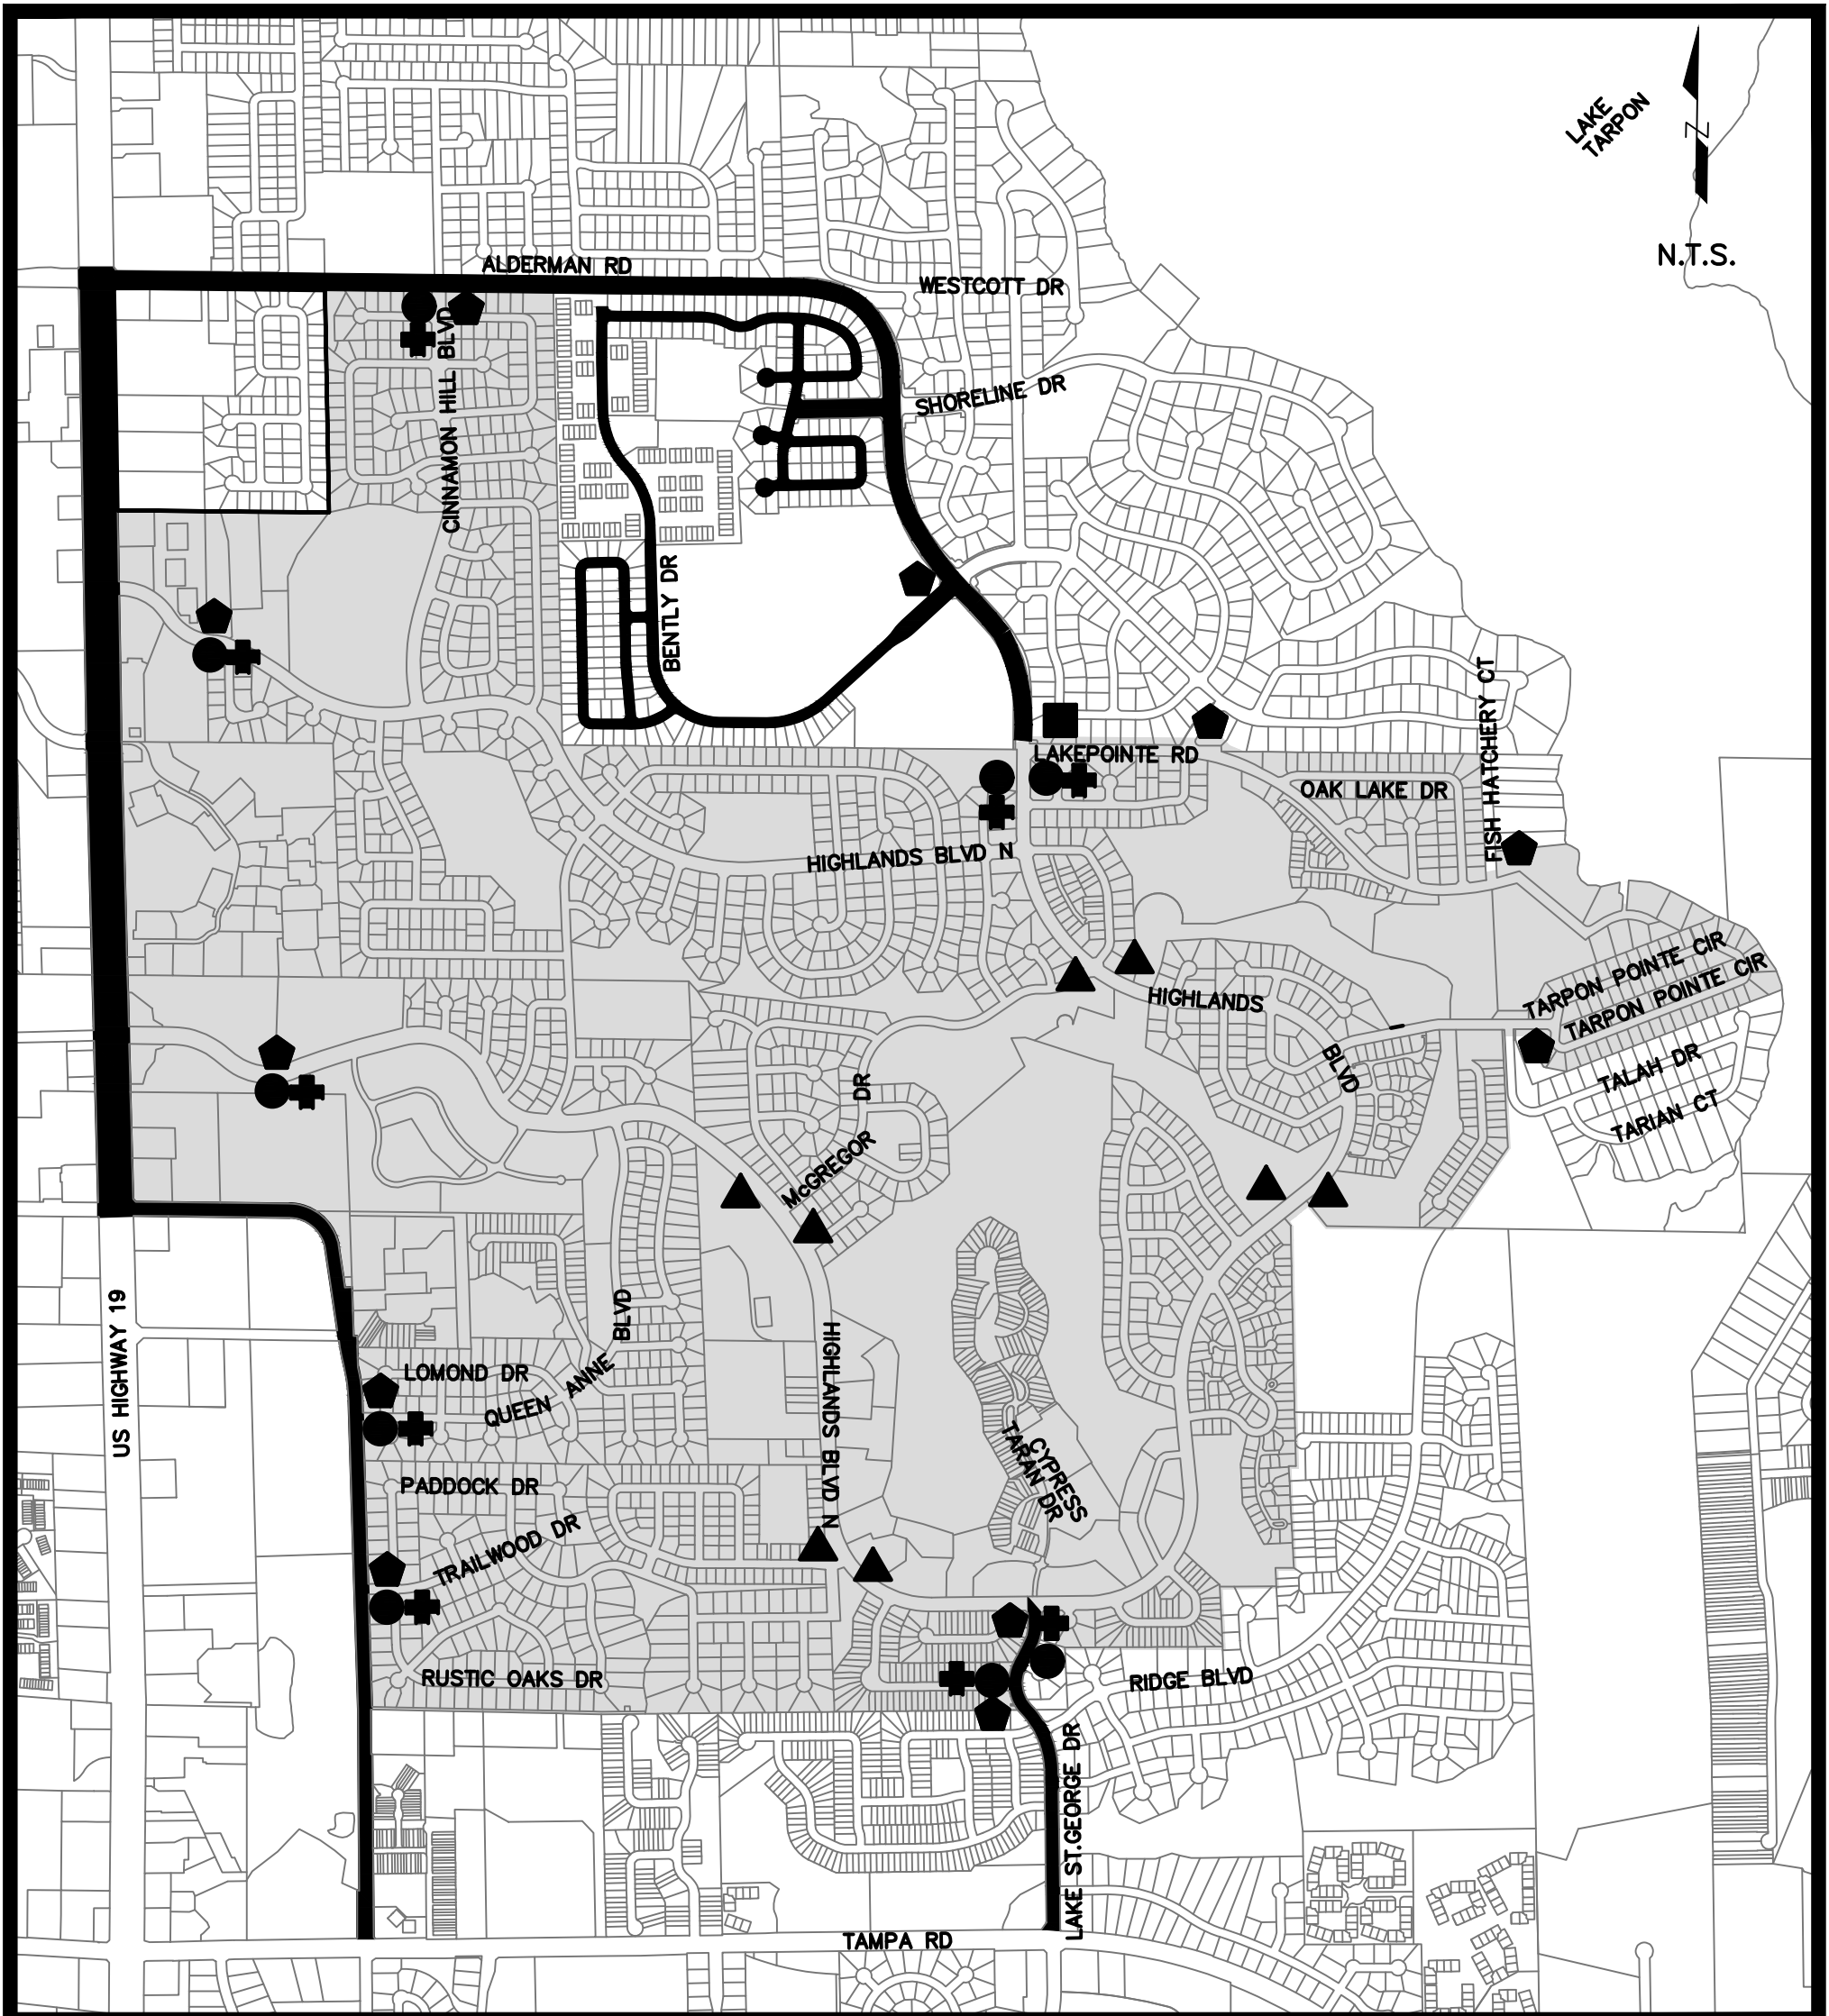 LAKE
TARPON
N
N.T.S.
ALDERMAN RD
WESTCOTT DR
CINNAMON HILL BLVD
SHORELINE DR
BENTLY DR
LAKEPOINTE RD
OAK LAKE DR
FISH HATCHERY CT
HIGHLANDS BLVD N
TARPON POINTE CIR
TARPON POINTE CIR
HIGHLANDS
BLVD
TALAH DR
TARIAN CT
McGREGOR
DR
US HIGHWAY 19
BLVD
QUEEN ANNE
LOMOND DR
HIGHLANDS BLVD N
CYPRESS
TARAN DR
PADDOCK DR
TRAILWOOD DR
RUSTIC OAKS DR
RIDGE BLVD
LAKE ST.GEORGE DR
TAMPA RD